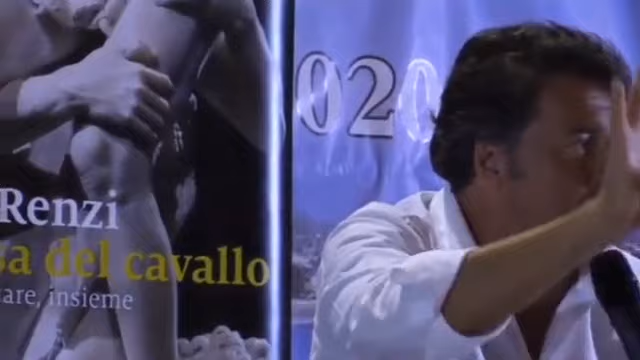 Renzi
sa del cavallo
are, insieme
020